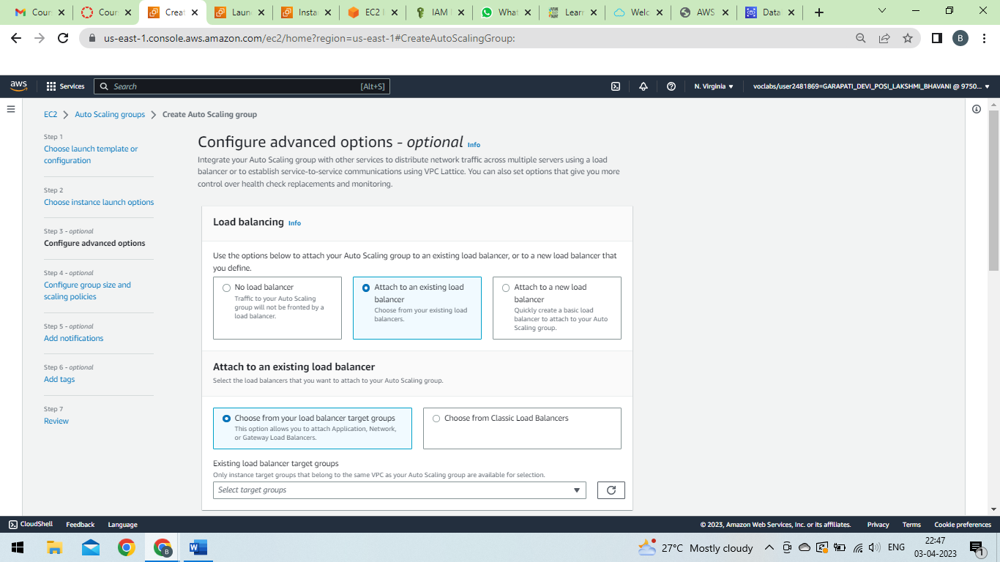 Cour
Cour
Creat
Laun
Insta
EC2
IAM
What
Learn
Welc
AWS
Data
us-east-1.console.aws.amazon.com/ec2/home?region=us-east-1#CreateAutoScalingGroup:
B
aws
Services
Search
[Alt+S]
N. Virginia
voclabs/user2481869=GARAPATI_DEVI_POSI_LAKSHMI_BHAVANI @ 9750...
EC2
Auto Scaling groups
Create Auto Scaling group
Step 1
Choose launch template or
configuration
Step 2
Choose instance launch options
Step 3 - optional
Configure advanced options
Step 4 - optional
Configure group size and
scaling policies
Step 5 - optional
Add notifications
Step 6 - optional
Add tags
Step 7
Review
Configure advanced options - optional Info
Integrate your Auto Scaling group with other services to distribute network traffic across multiple servers using a load
balancer or to establish service-to-service communications using VPC Lattice. You can also set options that give you more
control over health check replacements and monitoring.
Load balancing Info
Use the options below to attach your Auto Scaling group to an existing load balancer, or to a new load balancer that
you define.
No load balancer
Traffic to your Auto Scaling
group will not be fronted by a
load balancer.
Attach to an existing load
balancer
Choose from your existing load
balancers.
Attach to a new load
balancer
Quickly create a basic load
balancer to attach to your Auto
Scaling group.
Attach to an existing load balancer
Select the load balancers that you want to attach to your Auto Scaling group.
Choose from your load balancer target groups
This option allows you to attach Application, Network,
or Gateway Load Balancers.
Choose from Classic Load Balancers
Existing load balancer target groups
Only instance target groups that belong to the same VPC as your Auto Scaling group are available for selection.
Select target groups
CloudShell
Feedback
Language
© 2023, Amazon Web Services, Inc. or its affiliates.
Privacy
Terms
Cookie preferences
B
W
27°C Mostly cloudy
ENG
22:47
03-04-2023
1